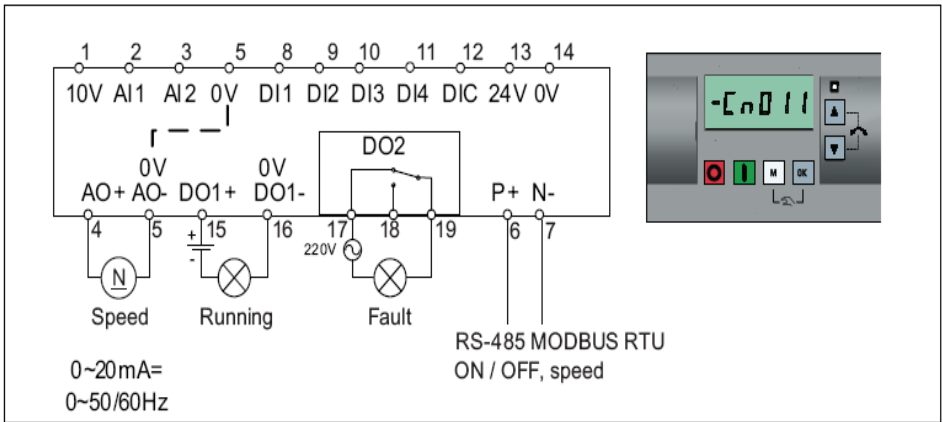 1 2 3 5 8 9 10 11 12 13 14
10V AI1 AI2 0V DI1 DI2 DI3 DI4 DIC 24V 0V
-Cn011
DO2
0V 0V
AO+ AO- DO1+ DO1- P+ N-
4 5 15 16 17 18 19 6 7
+
-
220V
N
M OK
Speed Running Fault
RS-485 MODBUS RTU
ON / OFF, speed
0~20mA=
0~50/60Hz